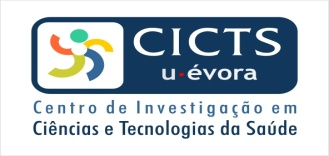 CICTS
u·évora
Centro de Investigação em
Ciências e Tecnologias da Saúde